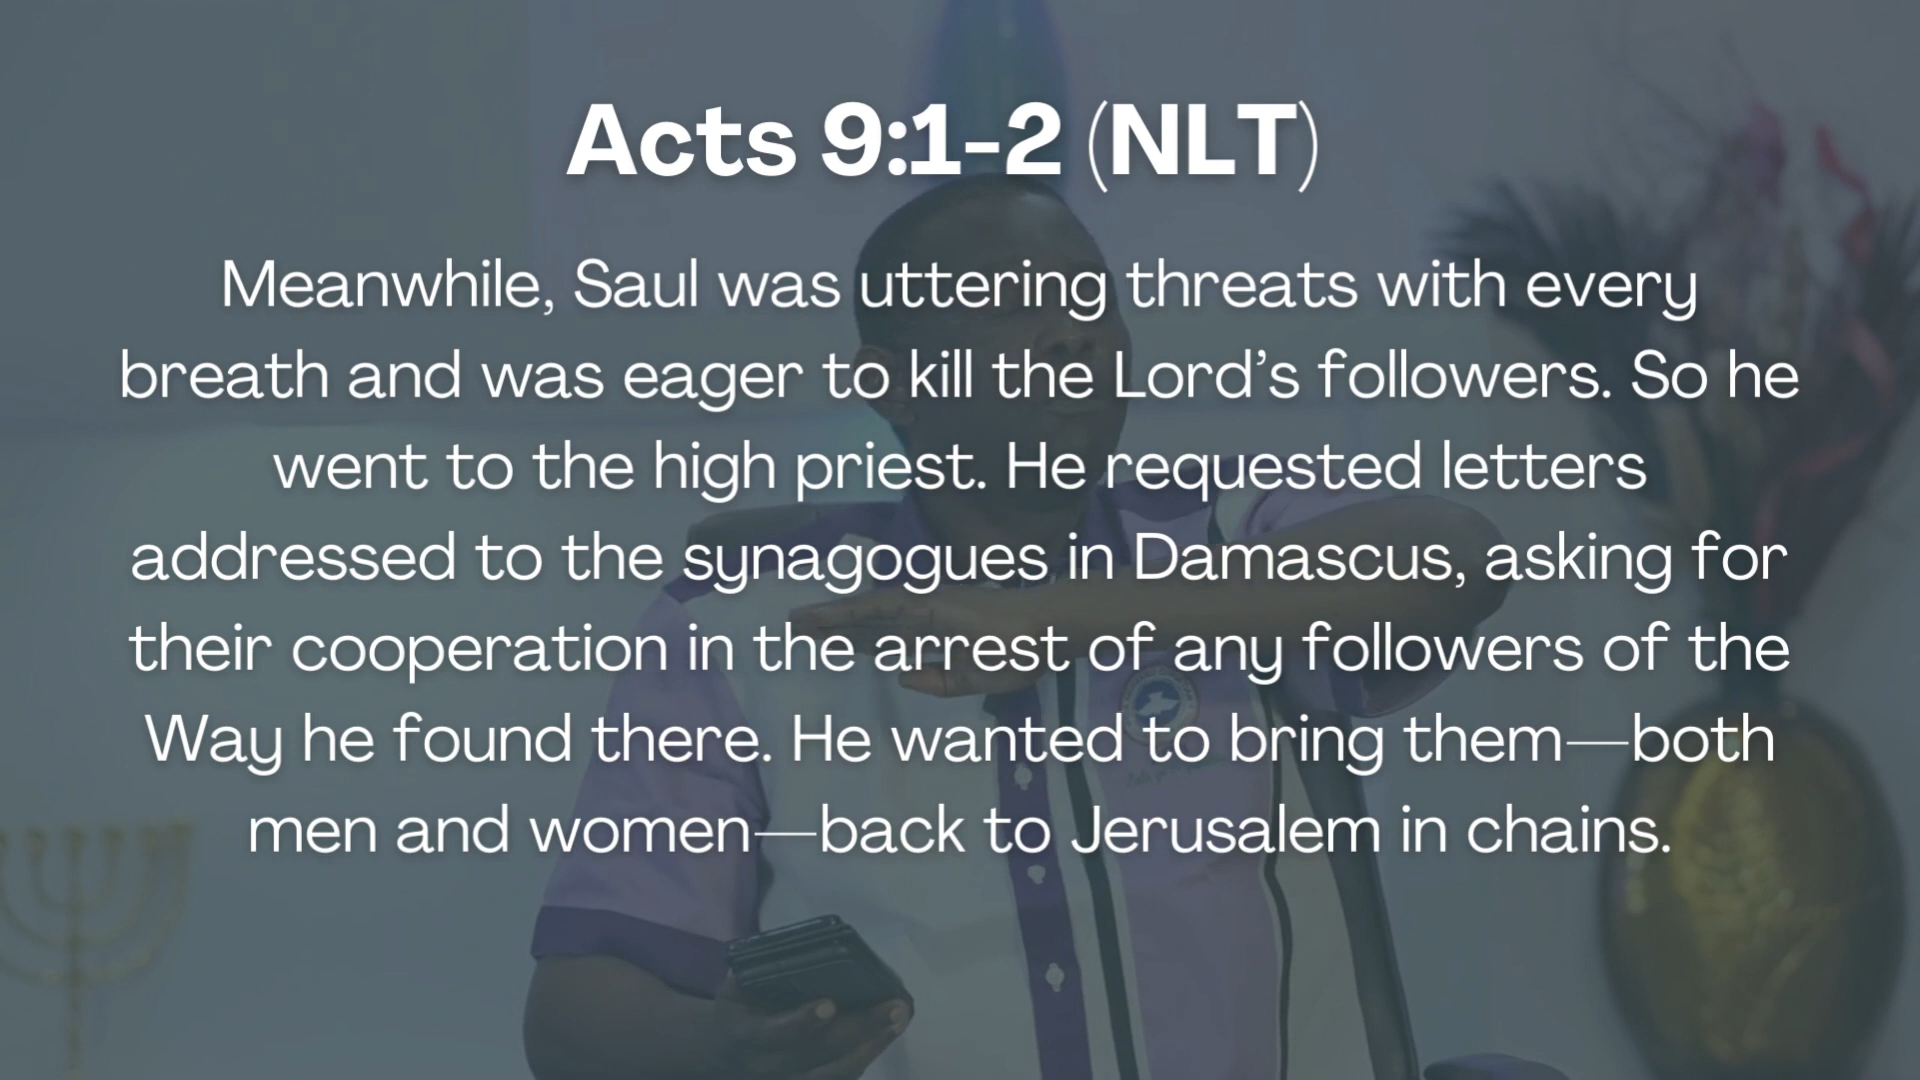 Acts 9:1-2 (NLT)
Meanwhile, Saul was uttering threats with every
breath and was eager to kill the Lord’s followers. So he
went to the high priest. He requested letters
addressed to the synagogues in Damascus, asking for
their cooperation in the arrest of any followers of the
Way he found there. He wanted to bring them—both
men and women—back to Jerusalem in chains.